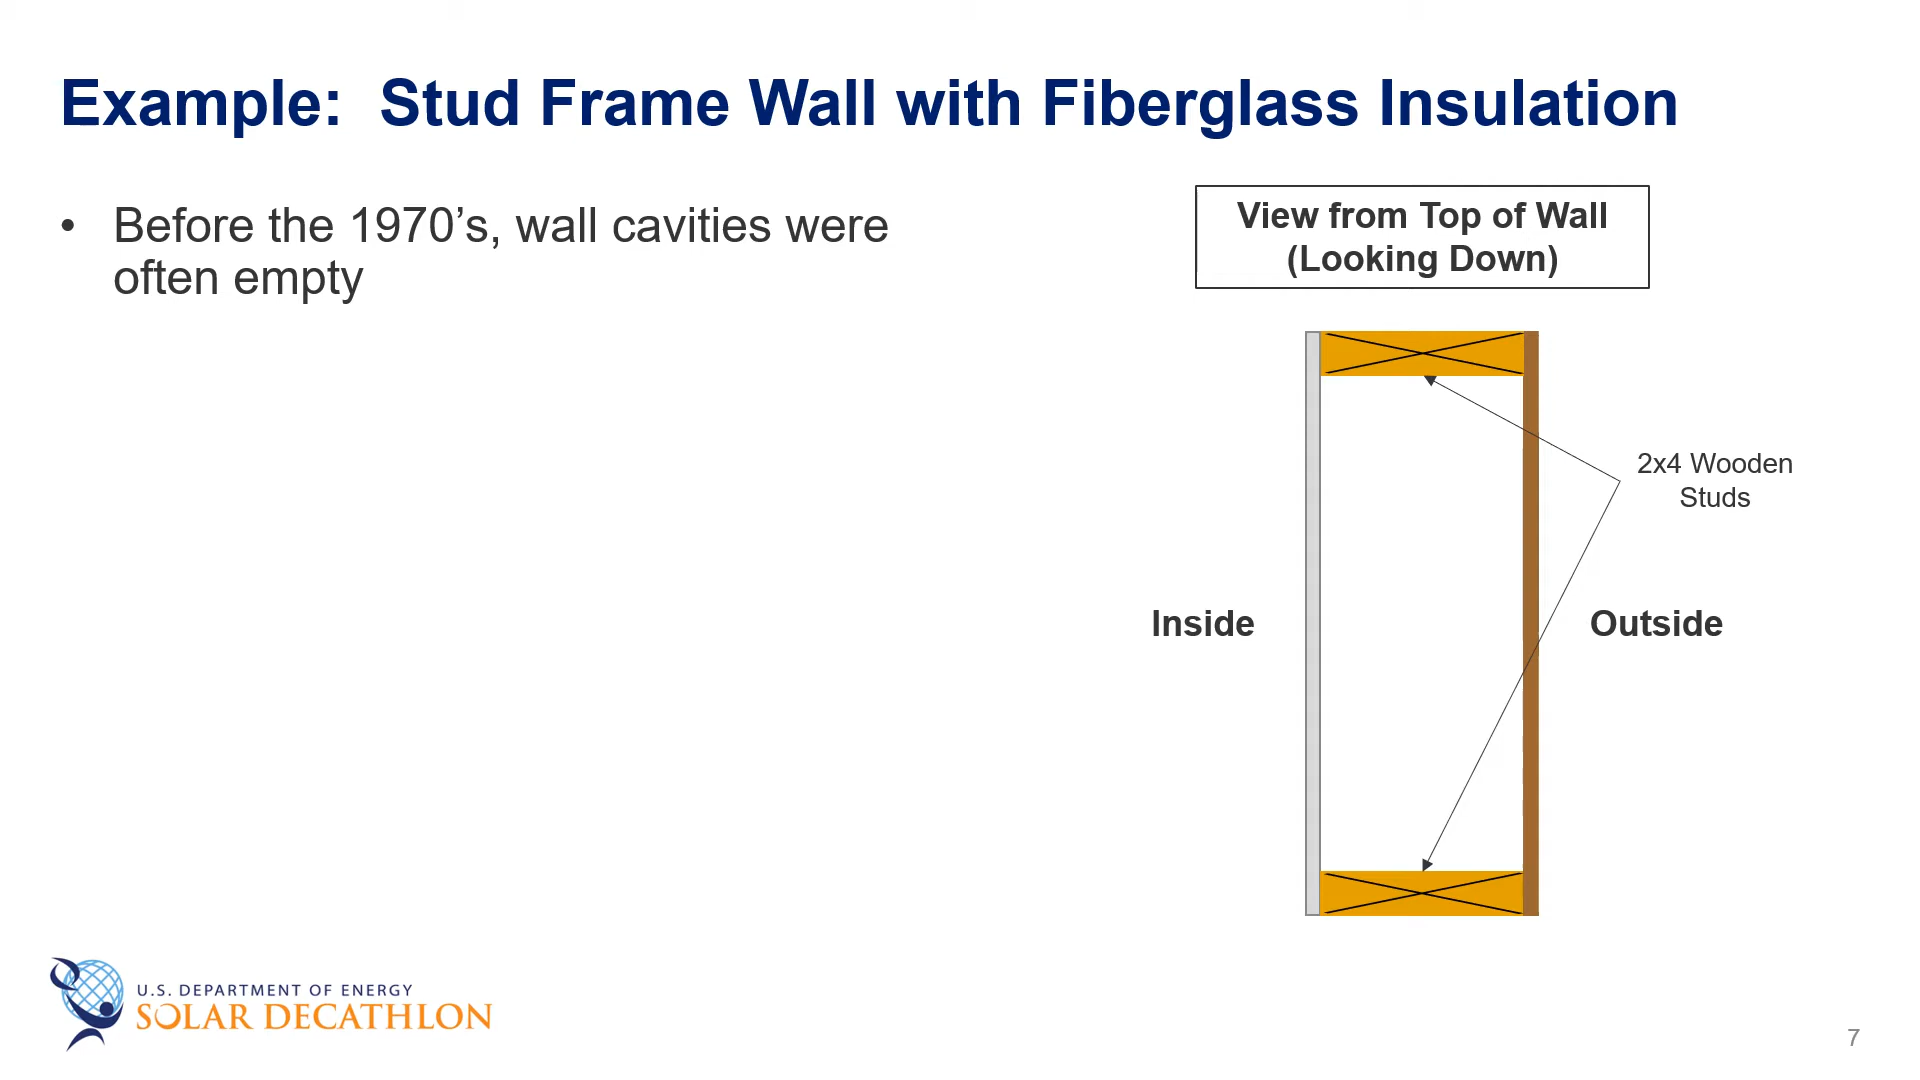 Example:  Stud Frame Wall with Fiberglass Insulation
• Before the 1970’s, wall cavities were
often empty
View from Top of Wall
(Looking Down)
2x4 Wooden
Studs
Inside
Outside
U.S. DEPARTMENT OF ENERGY
SOLAR DECATHLON
7